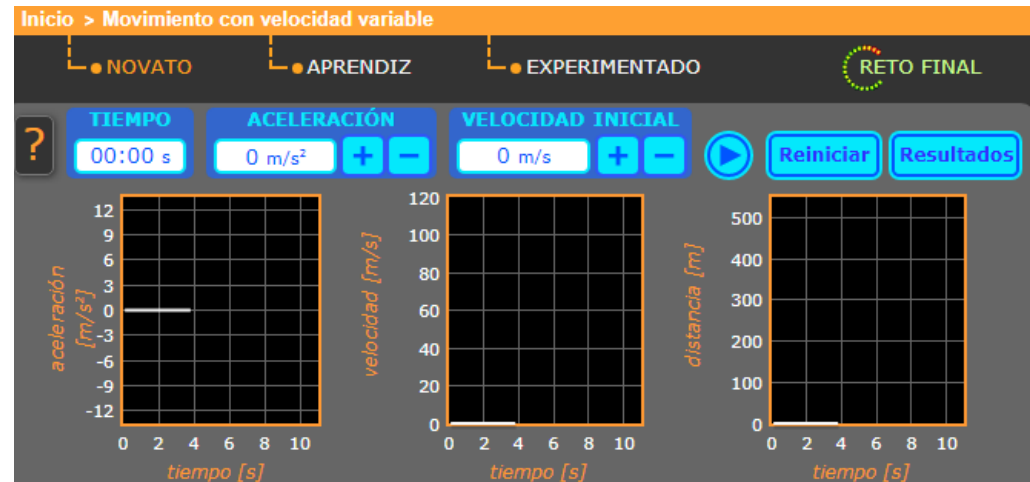 Inicio > Movimiento con velocidad variable
NOVATO APRENDIZ EXPERIMENTADO RETO FINAL
?
TIEMPO ACELERACIÓN VELOCIDAD INICIAL
00:00 s 0 m/s² + − 0 m/s + − Reiniciar Resultados
aceleración
[m/s²]
12
9
6
3
0
-3
-6
-9
-12
0 2 4 6 8 10
tiempo [s]
velocidad [m/s]
120
100
80
60
40
20
0
0 2 4 6 8 10
tiempo [s]
distancia [m]
500
400
300
200
100
0
0 2 4 6 8 10
tiempo [s]